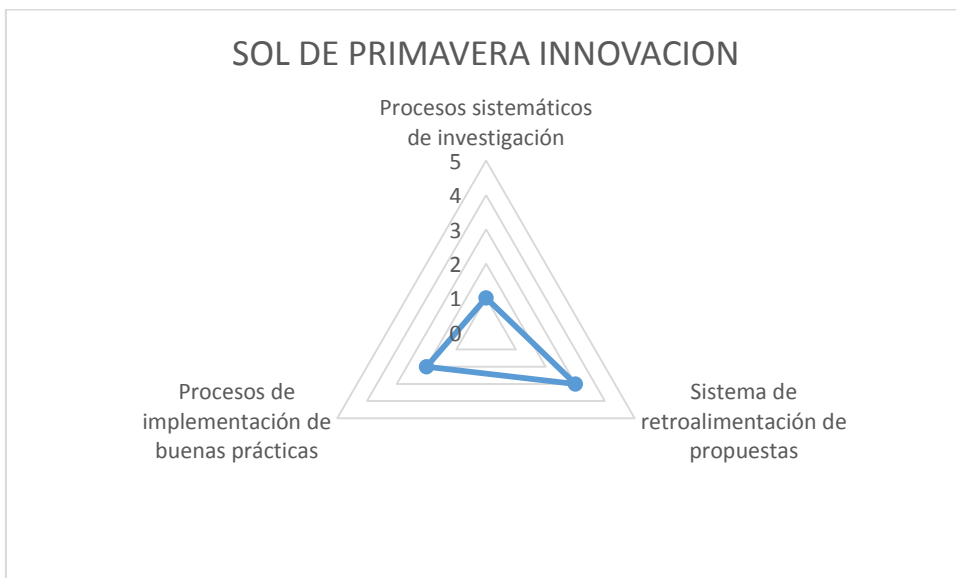 SOL DE PRIMAVERA INNOVACION
Procesos sistemáticos
de investigación
5
4
3
2
1
0
Sistema de
retroalimentación de
propuestas
Procesos de
implementación de
buenas prácticas